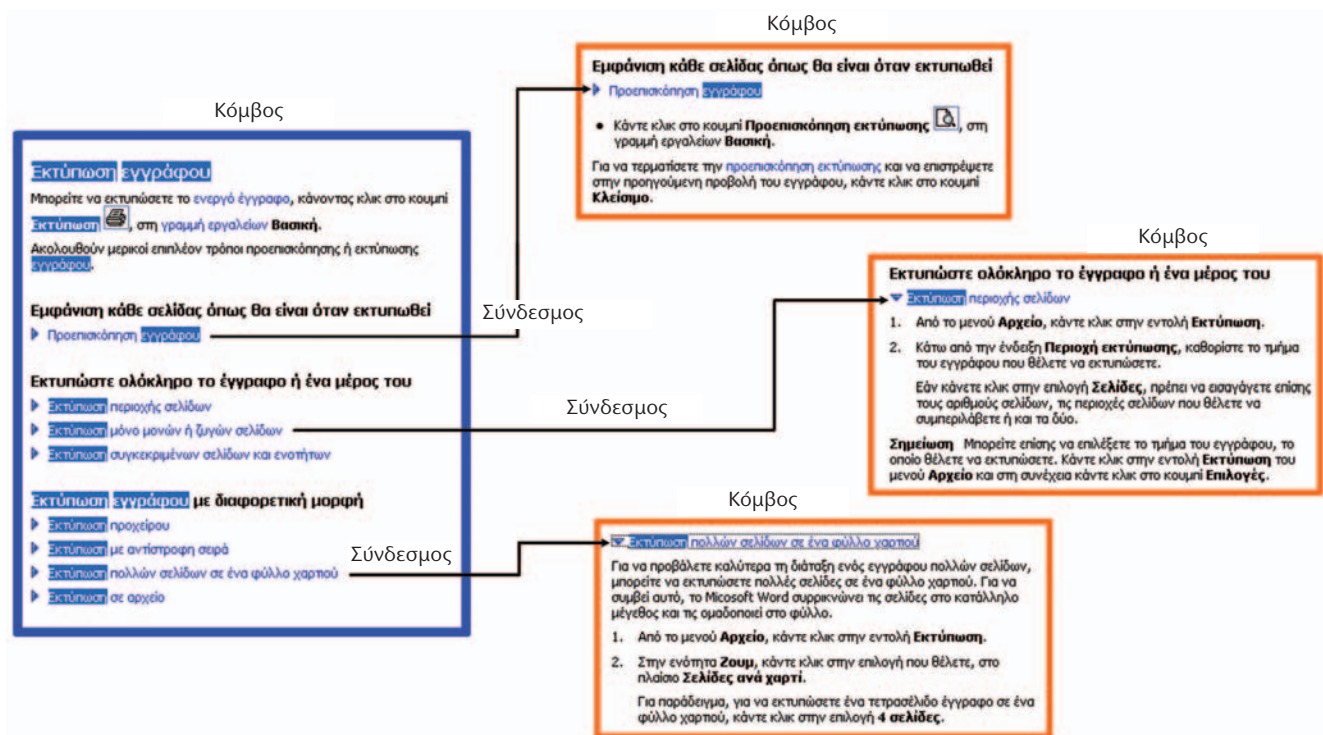 Κόμβος
Εκτύπωση εγγράφου
Μπορείτε να εκτυπώσετε το ενεργό έγγραφο, κάνοντας κλικ στο κουμπί
Εκτύπωση , στη γραμμή εργαλείων Βασική.
Ακολουθούν μερικοί επιπλέον τρόποι προεπισκόπησης ή εκτύπωσης
εγγράφου.
Εμφάνιση κάθε σελίδας όπως θα είναι όταν εκτυπωθεί
Προεπισκόπηση εγγράφου
Εκτυπώστε ολόκληρο το έγγραφο ή ένα μέρος του
Εκτύπωση περιοχής σελίδων
Εκτύπωση μόνο μονών ή ζυγών σελίδων
Εκτύπωση συγκεκριμένων σελίδων και ενοτήτων
Εκτύπωση εγγράφου με διαφορετική μορφή
Εκτύπωση προχείρου
Εκτύπωση με αντίστροφη σειρά
Εκτύπωση πολλών σελίδων σε ένα φύλλο χαρτιού
Εκτύπωση σε αρχείο
Σύνδεσμος
Σύνδεσμος
Σύνδεσμος
Κόμβος
Εμφάνιση κάθε σελίδας όπως θα είναι όταν εκτυπωθεί
Προεπισκόπηση εγγράφου
• Κάντε κλικ στο κουμπί Προεπισκόπηση εκτύπωσης , στη
γραμμή εργαλείων Βασική.
Για να τερματίσετε την προεπισκόπηση εκτύπωσης και να επιστρέψετε
στην προηγούμενη προβολή του εγγράφου, κάντε κλικ στο κουμπί
Κλείσιμο.
Κόμβος
Εκτυπώστε ολόκληρο το έγγραφο ή ένα μέρος του
Εκτύπωση περιοχής σελίδων
1. Από το μενού Αρχείο, κάντε κλικ στην εντολή Εκτύπωση.
2. Κάτω από την ένδειξη Περιοχή εκτύπωσης, καθορίστε το τμήμα
του εγγράφου που θέλετε να εκτυπώσετε.
Εάν κάνετε κλικ στην επιλογή Σελίδες, πρέπει να εισαγάγετε επίσης
τους αριθμούς σελίδων, τις περιοχές σελίδων που θέλετε να
συμπεριλάβετε ή και τα δύο.
Σημείωση Μπορείτε επίσης να επιλέξετε το τμήμα του εγγράφου, το
οποίο θέλετε να εκτυπώσετε. Κάντε κλικ στην εντολή Εκτύπωση του
μενού Αρχείο και στη συνέχεια κάντε κλικ στο κουμπί Επιλογές.
Κόμβος
Εκτύπωση πολλών σελίδων σε ένα φύλλο χαρτιού
Για να προβάλετε καλύτερα τη διάταξη ενός εγγράφου πολλών σελίδων,
μπορείτε να εκτυπώσετε πολλές σελίδες σε ένα φύλλο χαρτιού. Για να
συμβεί αυτό, το Micosoft Word συρρικνώνει τις σελίδες στο κατάλληλο
μέγεθος και τις ομαδοποιεί στο φύλλο.
1. Από το μενού Αρχείο, κάντε κλικ στην εντολή Εκτύπωση.
2. Στην ενότητα Ζουμ, κάντε κλικ στην επιλογή που θέλετε, στο
πλαίσιο Σελίδες ανά χαρτί.
Για παράδειγμα, για να εκτυπώσετε ένα τετρασέλιδο έγγραφο σε ένα
φύλλο χαρτιού, κάντε κλικ στην επιλογή 4 σελίδες.